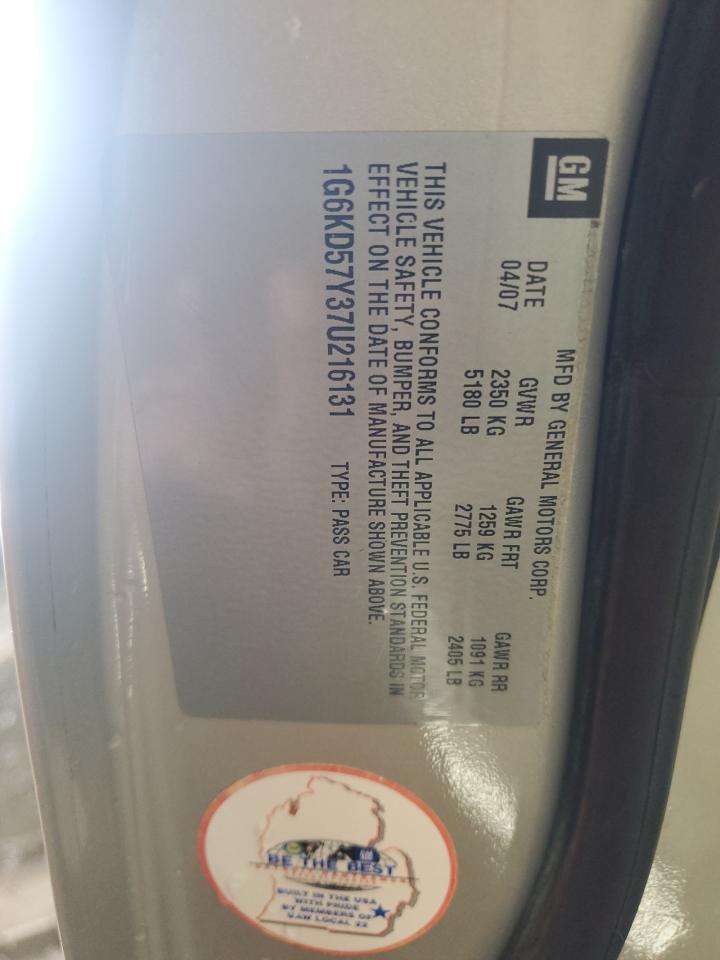 GM
MFD BY GENERAL MOTORS CORP.
DATE GVWR GAWR FRT GAWR RR
04/07 2350 KG 1259 KG 1091 KG
5180 LB 2775 LB 2405 LB
THIS VEHICLE CONFORMS TO ALL APPLICABLE U.S. FEDERAL MOTOR
VEHICLE SAFETY, BUMPER, AND THEFT PREVENTION STANDARDS IN
EFFECT ON THE DATE OF MANUFACTURE SHOWN ABOVE.
1G6KD57Y37U216131 TYPE: PASS CAR
BE THE BEST
BUILT IN THE USA
WITH PRIDE
BY MEMBERS OF
UAW LOCAL 22